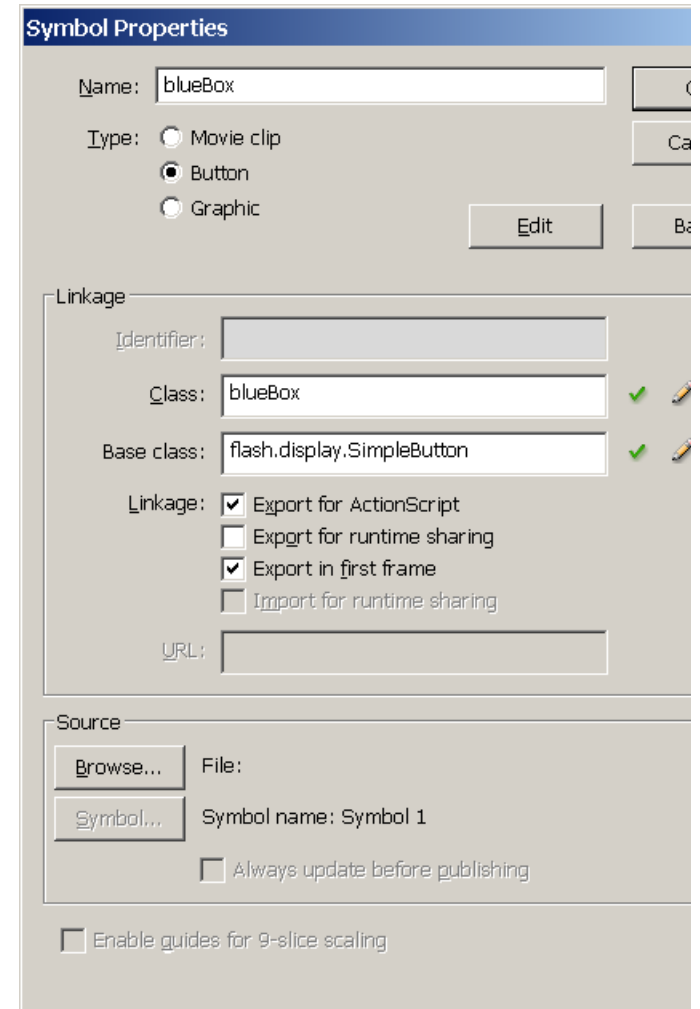 Symbol Properties
Name: blueBox
Type: Movie clip
Ca
Button
Graphic
Edit
Ba
Linkage
Identifier:
Class: blueBox
Base class: flash.display.SimpleButton
Linkage: Export for ActionScript
Export for runtime sharing
Export in first frame
Import for runtime sharing
URL:
Source
Browse... File:
Symbol... Symbol name: Symbol 1
Always update before publishing
Enable guides for 9-slice scaling